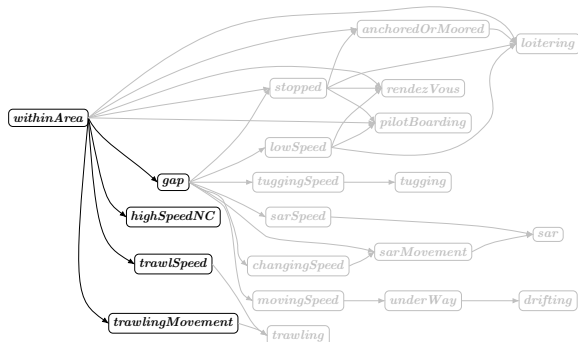 anchoredOrMoored
loitering
stopped
rendezVous
withinArea
pilotBoarding
lowSpeed
gap
tuggingSpeed
tugging
highSpeedNC
sarSpeed
sar
sarMovement
trawlSpeed
changingSpeed
movingSpeed
underWay
drifting
trawlingMovement
trawling